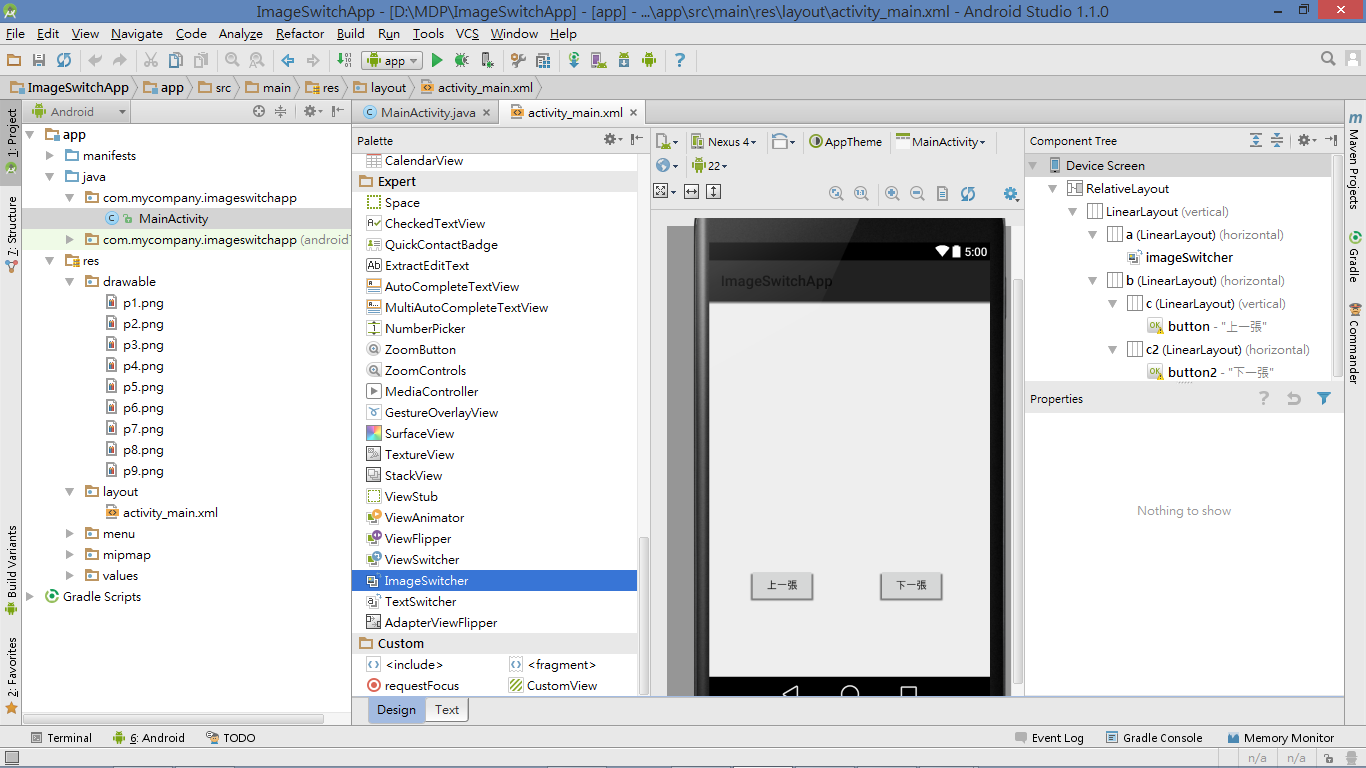 ImageSwitchApp - [D:\MDP\ImageSwitchApp] - [app] - ...\app\src\main\res\layout\activity_main.xml - Android Studio 1.1.0
File Edit View Navigate Code Analyze Refactor Build Run Tools VCS Window Help
app
ImageSwitchApp app src main res layout activity_main.xml
1: Project
7: Structure
Build Variants
2: Favorites
Android
app
manifests
java
com.mycompany.imageswitchapp
MainActivity
com.mycompany.imageswitchapp (android
res
drawable
p1.png
p2.png
p3.png
p4.png
p5.png
p6.png
p7.png
p8.png
p9.png
layout
activity_main.xml
menu
mipmap
values
Gradle Scripts
MainActivity.java activity_main.xml
Palette
CalendarView
Expert
Space
CheckedTextView
QuickContactBadge
ExtractEditText
AutoCompleteTextView
MultiAutoCompleteTextView
NumberPicker
ZoomButton
ZoomControls
MediaController
GestureOverlayView
SurfaceView
TextureView
StackView
ViewStub
ViewAnimator
ViewFlipper
ViewSwitcher
ImageSwitcher
TextSwitcher
AdapterViewFlipper
Custom
<include> <fragment>
requestFocus CustomView
Design Text
Nexus 4 AppTheme MainActivity
22
1:1
5:00
ImageSwitchApp
上一張 下一張
Component Tree
Device Screen
RelativeLayout
LinearLayout (vertical)
a (LinearLayout) (horizontal)
imageSwitcher
b (LinearLayout) (horizontal)
c (LinearLayout) (vertical)
OK button - "上一張"
c2 (LinearLayout) (horizontal)
OK button2 - "下一張"
Properties
Nothing to show
Maven Projects
Gradle
Commander
Terminal 6: Android TODO Event Log Gradle Console Memory Monitor
n/a n/a